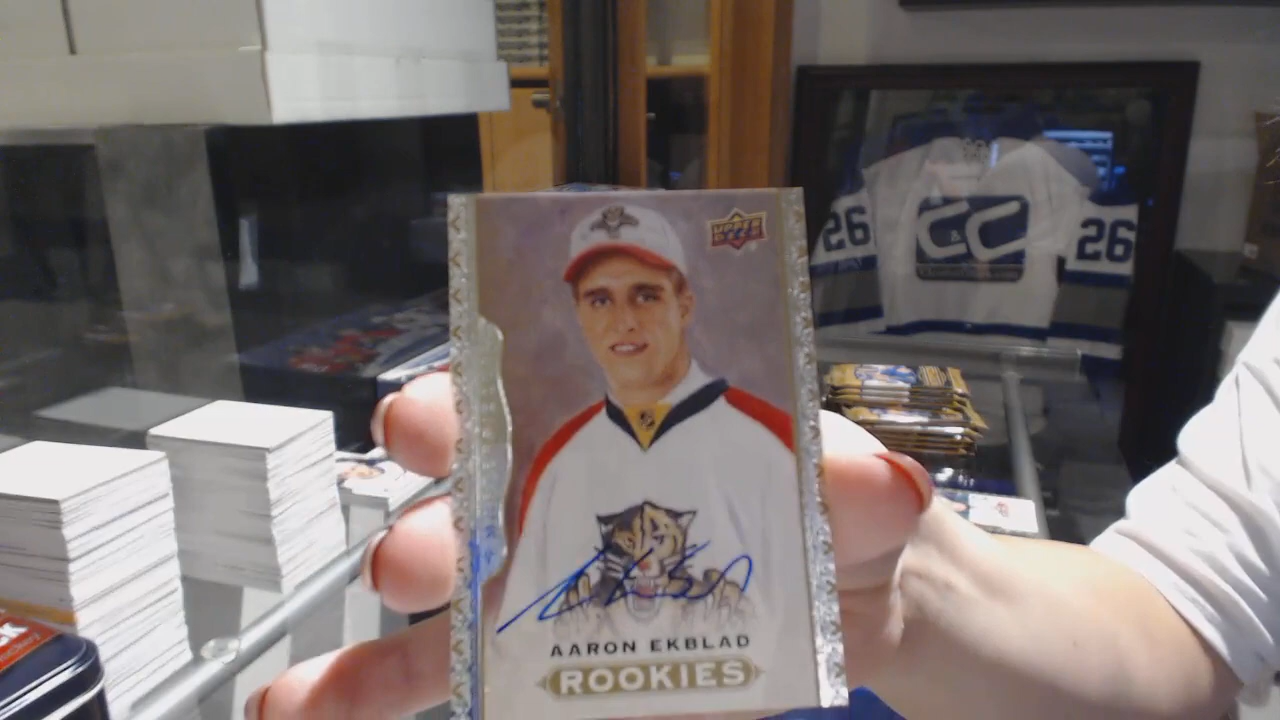 UPPER DECK
26
C&C
26
AARON EKBLAD
ROOKIES